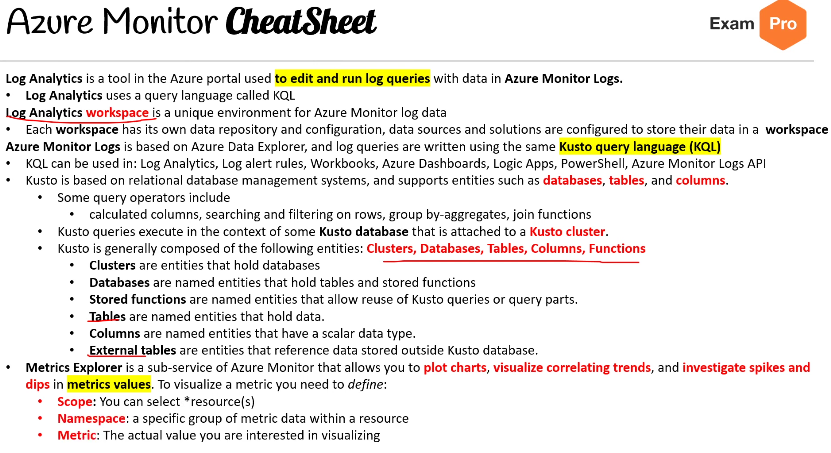 Azure Monitor CheatSheet
Exam Pro
Log Analytics is a tool in the Azure portal used to edit and run log queries with data in Azure Monitor Logs.
• Log Analytics uses a query language called KQL
Log Analytics workspace is a unique environment for Azure Monitor log data
• Each workspace has its own data repository and configuration, data sources and solutions are configured to store their data in a workspace
Azure Monitor Logs is based on Azure Data Explorer, and log queries are written using the same Kusto query language (KQL)
• KQL can be used in: Log Analytics, Log alert rules, Workbooks, Azure Dashboards, Logic Apps, PowerShell, Azure Monitor Logs API
• Kusto is based on relational database management systems, and supports entities such as databases, tables, and columns.
• Some query operators include
• calculated columns, searching and filtering on rows, group by-aggregates, join functions
• Kusto queries execute in the context of some Kusto database that is attached to a Kusto cluster.
• Kusto is generally composed of the following entities: Clusters, Databases, Tables, Columns, Functions
• Clusters are entities that hold databases
• Databases are named entities that hold tables and stored functions
• Stored functions are named entities that allow reuse of Kusto queries or query parts.
• Tables are named entities that hold data.
• Columns are named entities that have a scalar data type.
• External tables are entities that reference data stored outside Kusto database.
• Metrics Explorer is a sub-service of Azure Monitor that allows you to plot charts, visualize correlating trends, and investigate spikes and
dips in metrics values. To visualize a metric you need to define:
• Scope: You can select *resource(s)
• Namespace: a specific group of metric data within a resource
• Metric: The actual value you are interested in visualizing